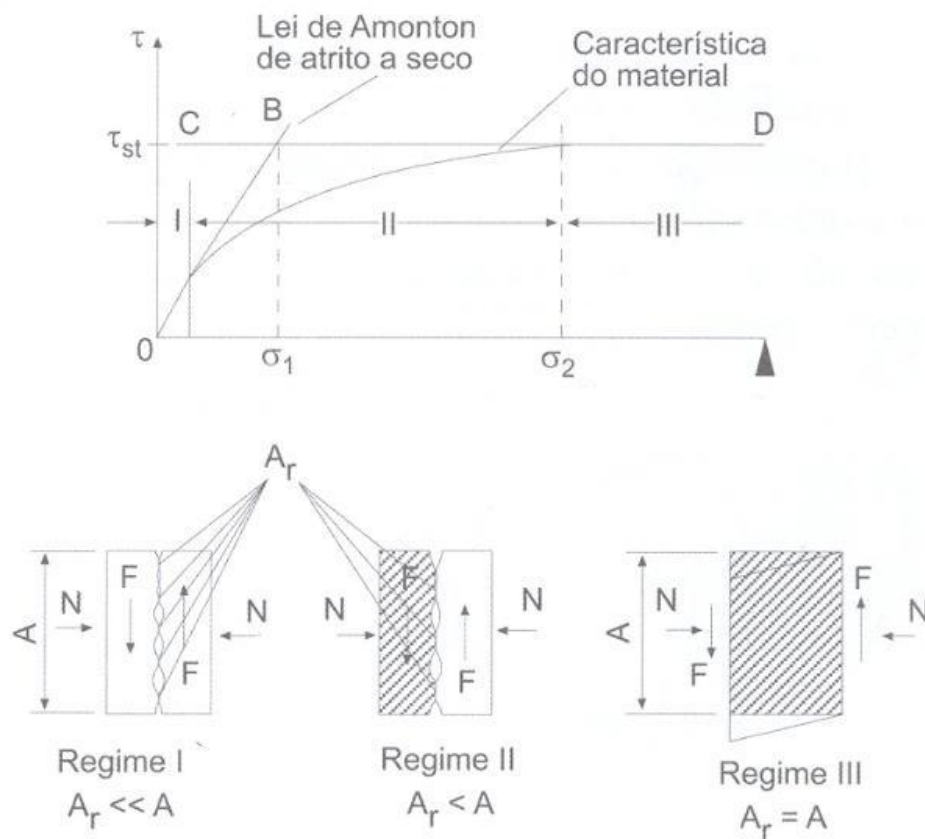 τ
Lei de Amonton
de atrito a seco
Característica
do material
C
B
D
τst
I
II
III
0
σ1
σ2
Ar
A
N
F
F
N
N
F
F
N
A
N
F
F
N
Regime I
Ar << A
Regime II
Ar < A
Regime III
Ar = A